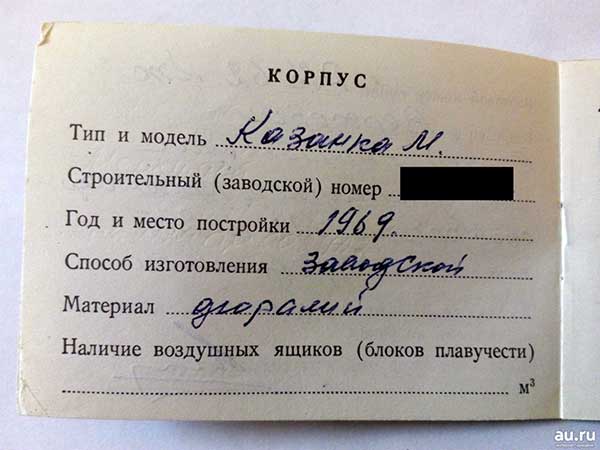 КОРПУС
Тип и модель Казанка М.
Строительный (заводской) номер
Год и место постройки 1969.
Способ изготовления заводской
Материал дюралий
Наличие воздушных ящиков (блоков плавучести)
м³
au.ru